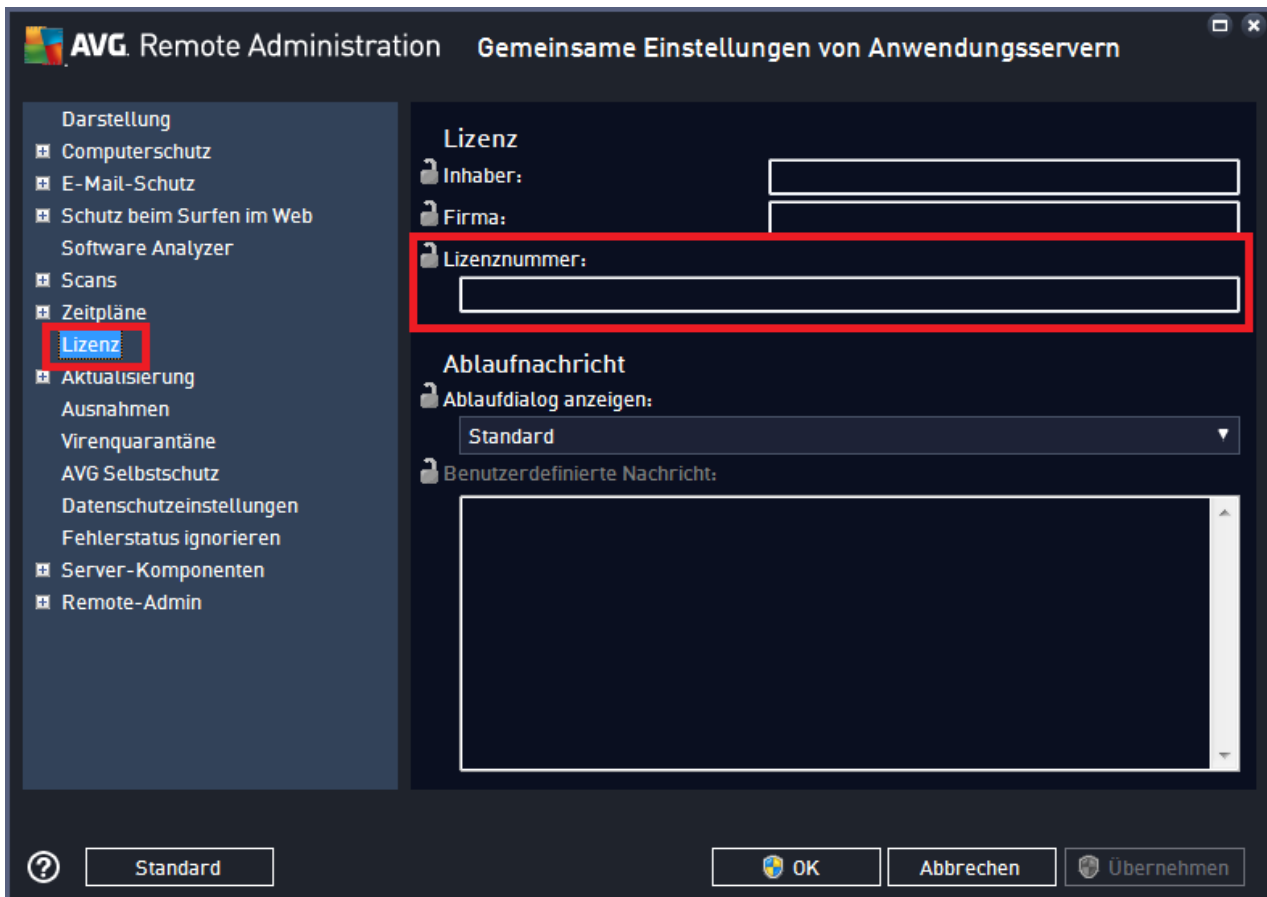 AVG. Remote Administration Gemeinsame Einstellungen von Anwendungsservern
Darstellung
Computerschutz
E-Mail-Schutz
Schutz beim Surfen im Web
Software Analyzer
Scans
Zeitpläne
Lizenz
Aktualisierung
Ausnahmen
Virenquarantäne
AVG Selbstschutz
Datenschutzeinstellungen
Fehlerstatus ignorieren
Server-Komponenten
Remote-Admin
Lizenz
Inhaber:
Firma:
Lizenznummer:
Ablaufnachricht
Ablaufdialog anzeigen:
Standard
Benutzerdefinierte Nachricht:
Standard
OK
Abbrechen
Übernehmen